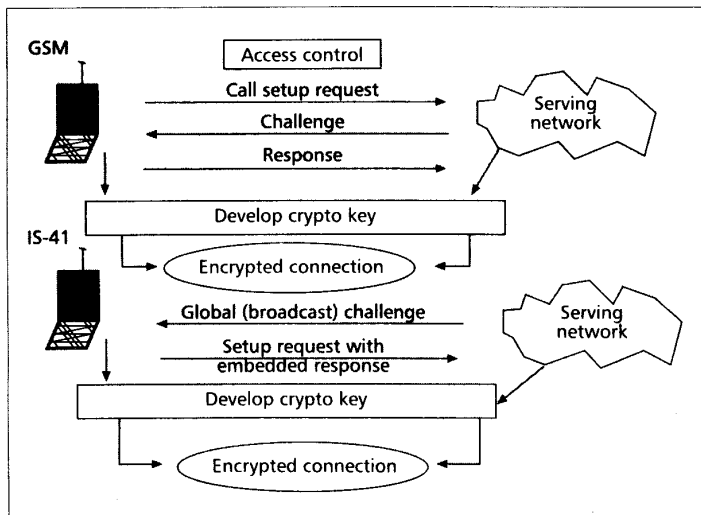 GSM
Access control
Call setup request
Challenge
Response
Serving
network
Develop crypto key
IS-41
Encrypted connection
Global (broadcast) challenge
Setup request with
embedded response
Serving
network
Develop crypto key
Encrypted connection